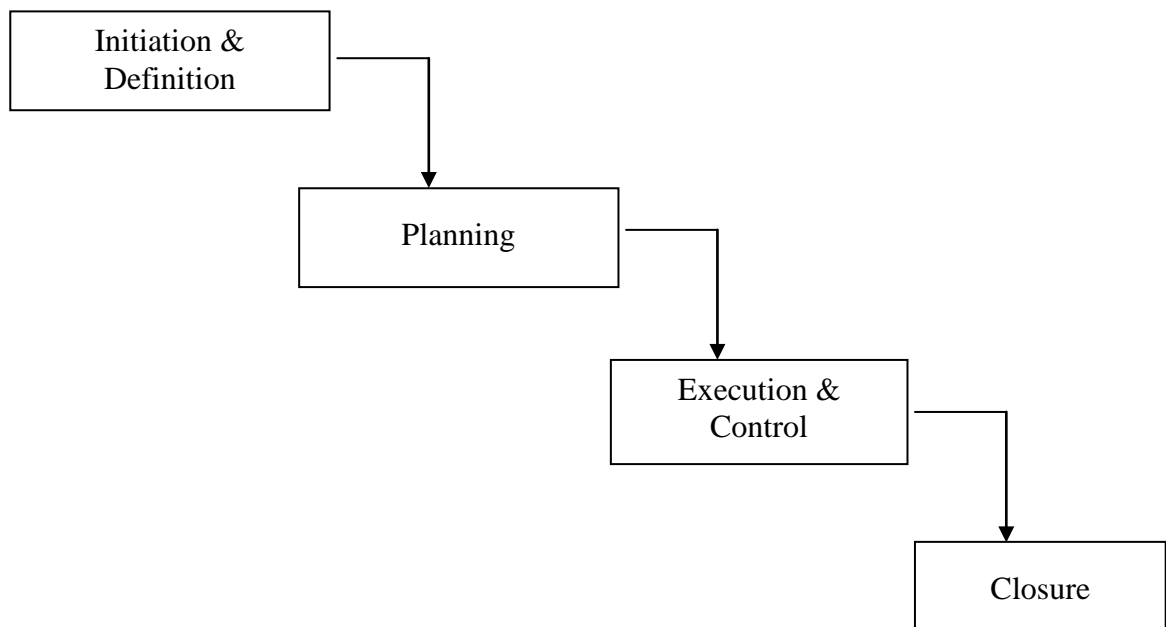 Initiation &
Definition
Planning
Execution &
Control
Closure